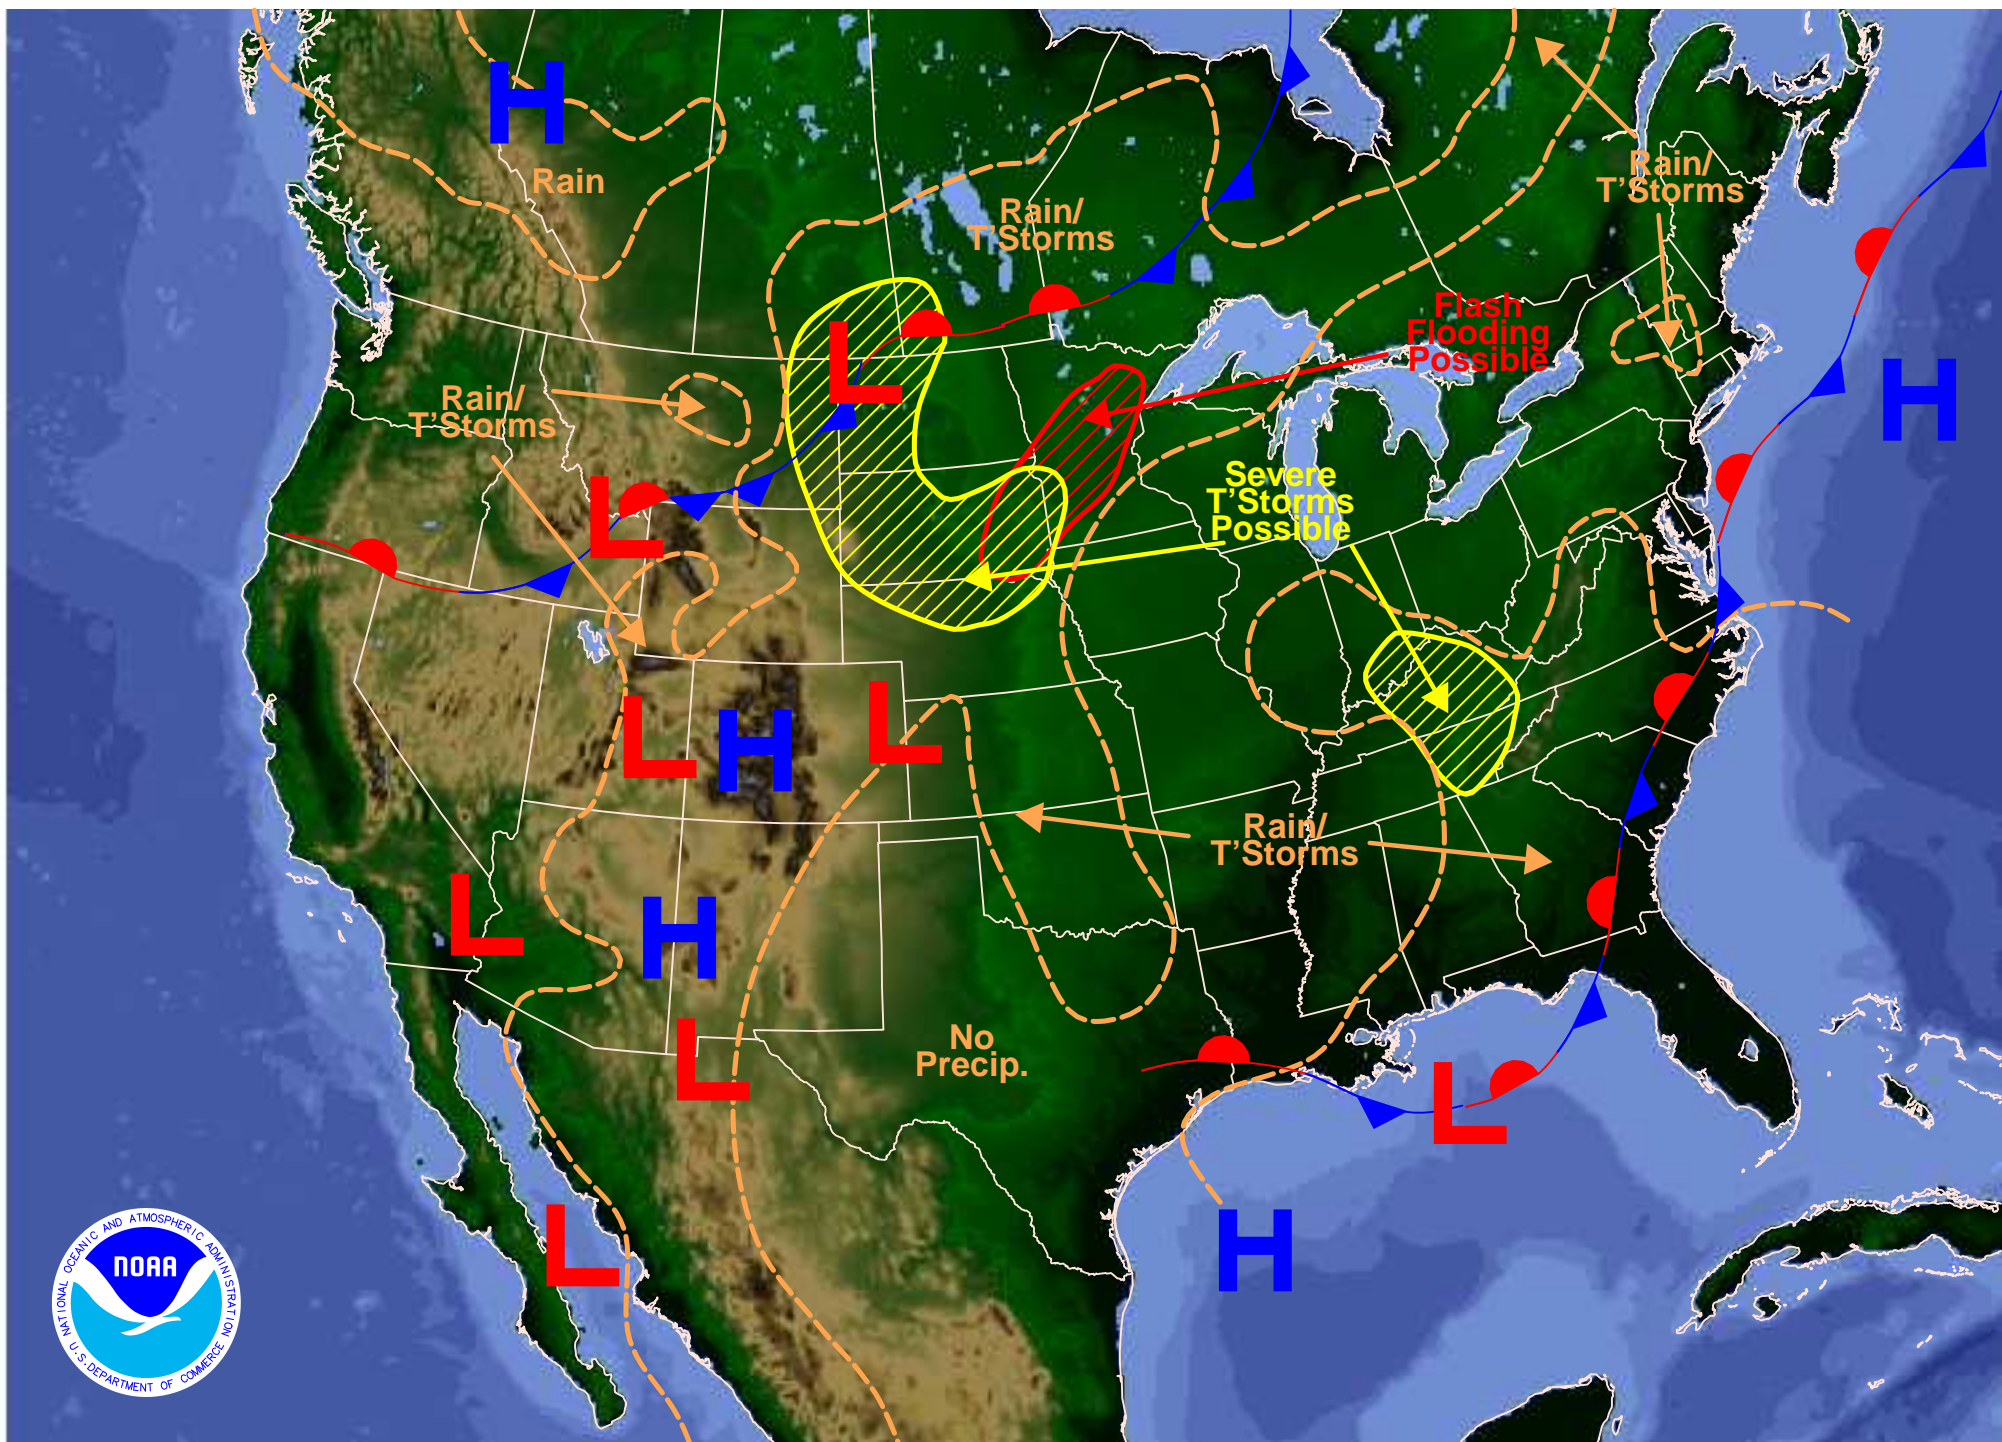 H
Rain
Rain/
T'Storms
Rain/
T'Storms
Flash
Flooding
Possible
L
H
Rain/
T'Storms
Severe
T'Storms
Possible
L
L
H
L
Rain/
T'Storms
L
H
No
Precip.
L
L
L
H
NATIONAL OCEANIC AND ATMOSPHERIC ADMINISTRATION
NOAA
U.S. DEPARTMENT OF COMMERCE